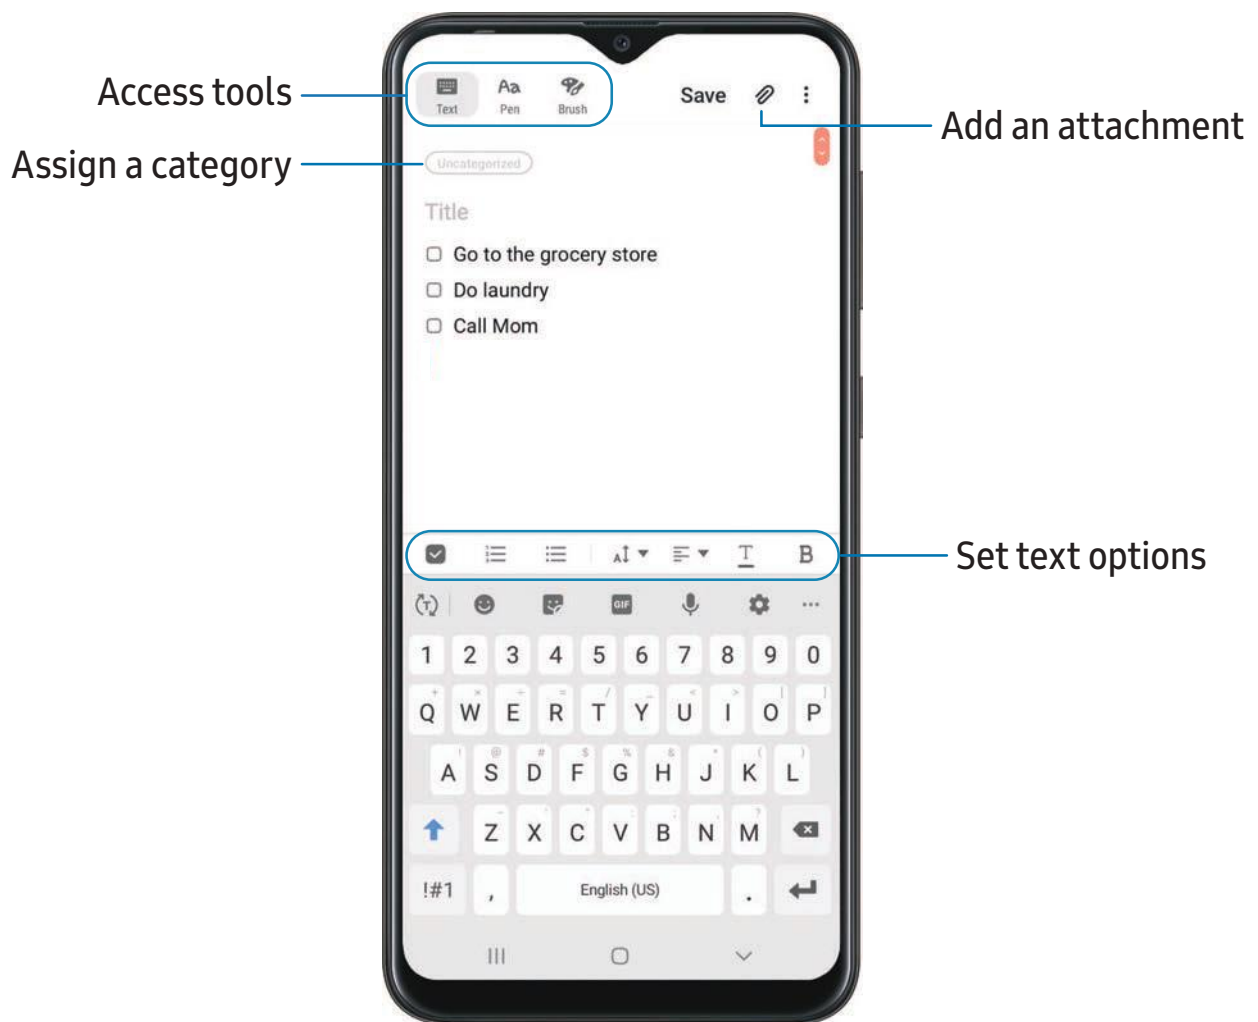 Access tools
Text
Aa
Pen
Brush
Save
Add an attachment
Assign a category
Uncategorized
Title
Go to the grocery store
Do laundry
Call Mom
Set text options
A
T
B
T
GIF
1 2 3 4 5 6 7 8 9 0
+ × ÷ = / _ < > [ ]
Q W E R T Y U I O P
! @ # $ % & * ( )
A S D F G H J K L
Z X C V B N M
!#1 , English (US) .